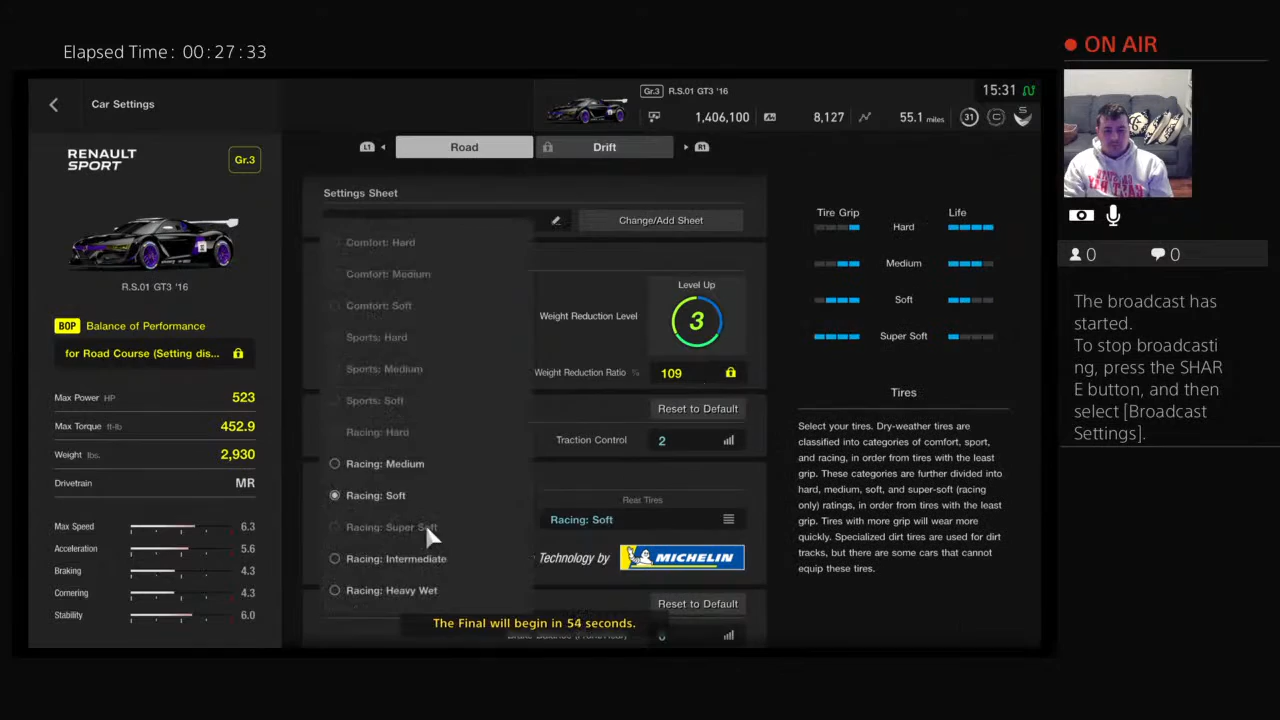 Elapsed Time: 00:27:33
ON AIR
Car Settings
Gr.3 R.S.01 GT3 '16
15:31
1,406,100
8,127
55.1 miles
31
C
S
L1 Road Drift R1
RENAULT
SPORT
Gr.3
R.S.01 GT3 '16
BOP Balance of Performance
for Road Course (Setting dis...
Max Power HP 523
Max Torque ft-lb 452.9
Weight lbs. 2,930
Drivetrain MR
Max Speed 6.3
Acceleration 5.6
Braking 4.3
Cornering 4.3
Stability 6.0
Settings Sheet
Change/Add Sheet
Comfort: Hard
Comfort: Medium
Comfort: Soft
Sports: Hard
Sports: Medium
Sports: Soft
Racing: Hard
Racing: Medium
Racing: Soft
Racing: Super Soft
Racing: Intermediate
Racing: Heavy Wet
Weight Reduction Level
Level Up
3
Weight Reduction Ratio % 109
Reset to Default
Traction Control 2
Rear Tires
Racing: Soft
Technology by MICHELIN
Reset to Default
The Final will begin in 54 seconds.
Tire Grip Life
Hard
Medium
Soft
Super Soft
Tires
Select your tires. Dry-weather tires are
classified into categories of comfort, sport,
and racing, in order from tires with the least
grip. These categories are further divided into
hard, medium, soft, and super-soft (racing
only) ratings, in order from tires with the least
grip. Tires with more grip will wear more
quickly. Specialized dirt tires are used for dirt
tracks, but there are some cars that cannot
equip these tires.
0 0
The broadcast has
started.
To stop broadcasti
ng, press the SHAR
E button, and then
select [Broadcast
Settings].